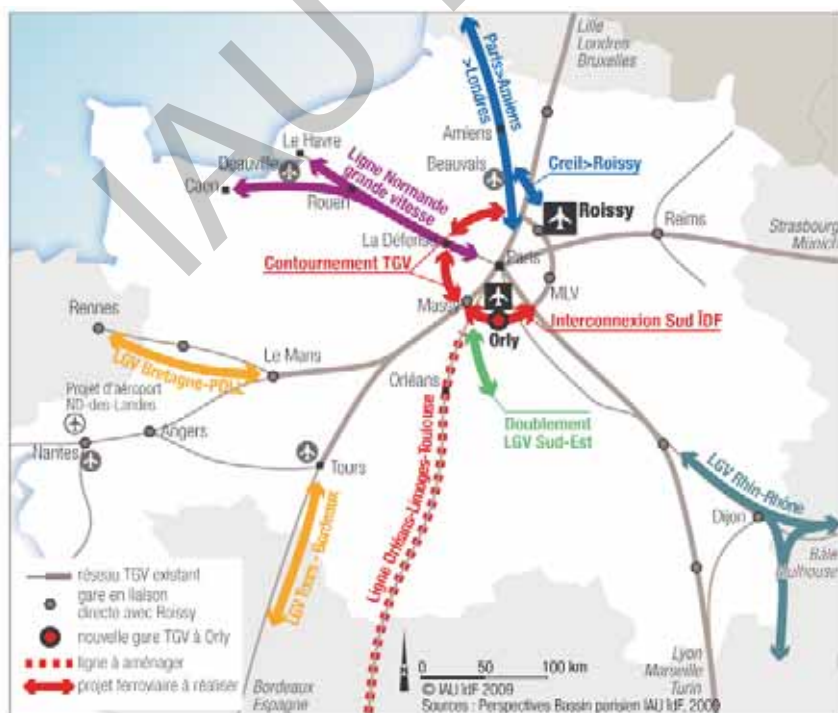 IAU
Lille
Londres
Bruxelles
Paris>Amiens
>Londres
Amiens
Beauvais
Creil>Roissy
Le Havre
Deauville
Caen
Rouen
Ligne Normande
grande vitesse
Roissy
Reims
Strasbourg
Munich
La Défense
Paris
Contournement TGV
Massy
MLV
Orly
Interconnexion Sud ÎDF
Rennes
LGV Bretagne-PDLL
Le Mans
Orléans
Doublement
LGV Sud-Est
Projet d'aéroport
ND-des-Landes
Angers
Nantes
Tours
Ligne Orléans-Limoges-Toulouse
LGV Tours - Bordeaux
LGV Rhin-Rhône
Dijon
Bâle
Mulhouse
réseau TGV existant
gare en liaison
directe avec Roissy
nouvelle gare TGV à Orly
ligne à aménager
projet ferroviaire à réaliser
Bordeaux
Espagne
Lyon
Marseille
Turin
0 50 100 km
© IAU îdF 2009
Sources : Perspectives Bassin parisien IAU îdF, 2009